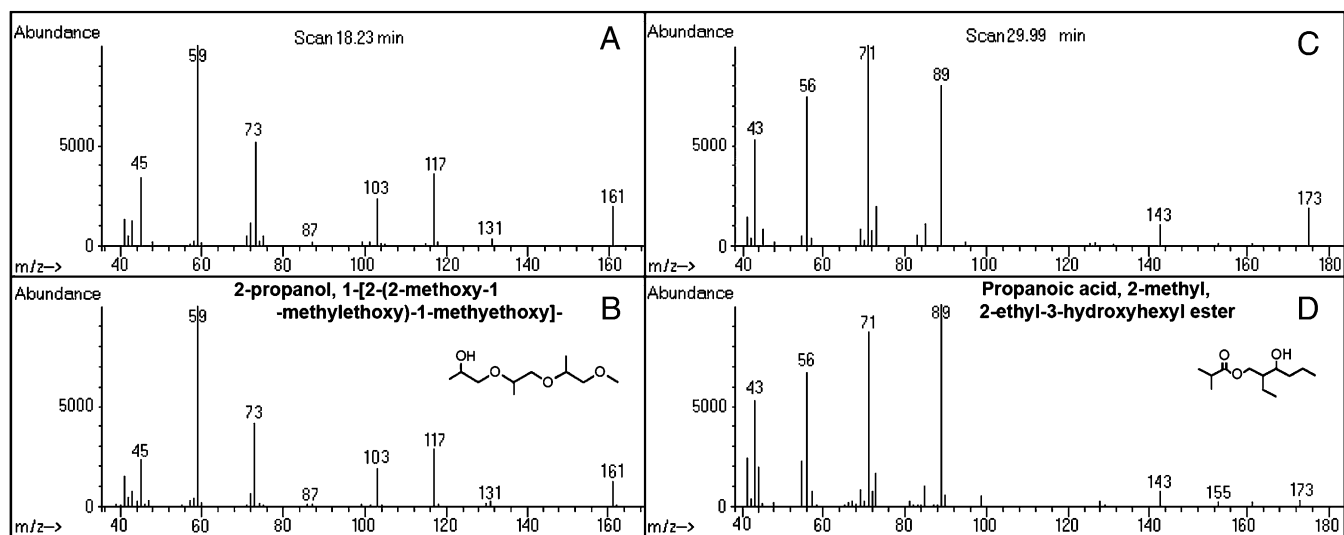 Abundance
Scan 18.23 min
A
59
73
5000
45
117
103
161
87
131
0
40 60 80 100 120 140 160
m/z-->
Scan 29.99 min
C
Abundance
71
89
56
43
5000
173
143
0
40 60 80 100 120 140 160 180
m/z-->
2-propanol, 1-[2-(2-methoxy-1
-methylethoxy)-1-methyethoxy]-
B
Abundance
59
OH
O
O
O
73
5000
45
117
103
161
87
131
0
40 60 80 100 120 140 160
m/z-->
Propanoic acid, 2-methyl,
2-ethyl-3-hydroxyhexyl ester
D
Abundance
89
71
O
OH
O
56
43
5000
143
155
173
0
40 60 80 100 120 140 160 180
m/z-->